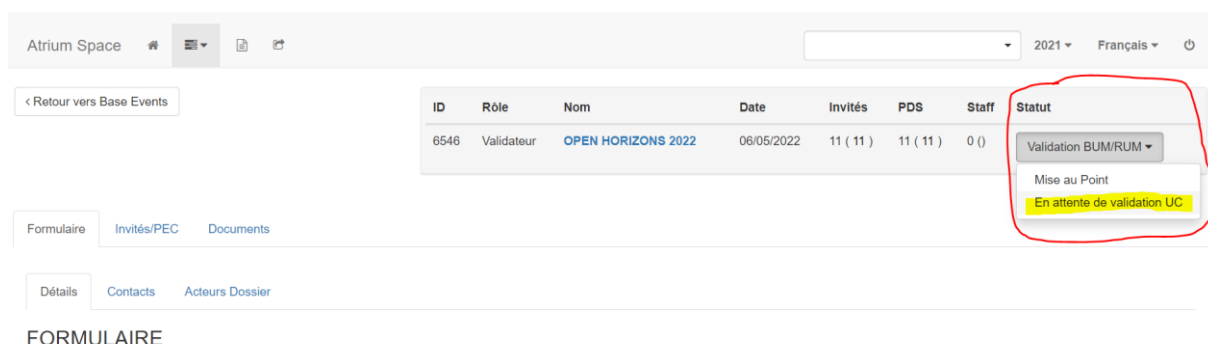 Atrium Space 2021 Français
< Retour vers Base Events
ID Rôle Nom Date Invités PDS Staff Statut
6546 Validateur OPEN HORIZONS 2022 06/05/2022 11 ( 11 ) 11 ( 11 ) 0 () Validation BUM/RUM
Mise au Point
En attente de validation UC
Formulaire Invités/PEC Documents
Détails Contacts Acteurs Dossier
FORMULAIRE